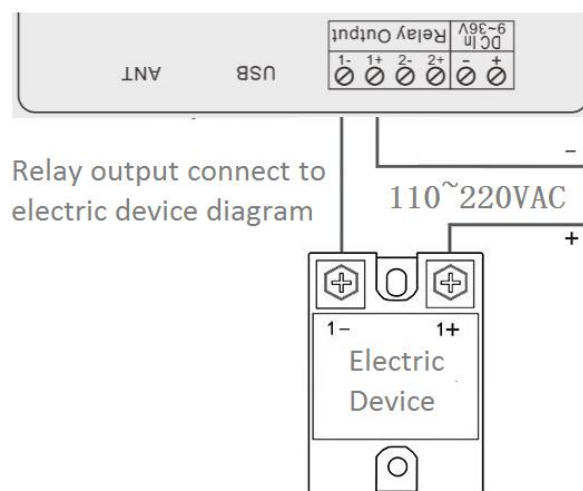 Relay Output
DC In
9~36V
1- 1+ 2- 2+ - +
ANT USB
-
Relay output connect to
electric device diagram
110~220VAC
+
1- 1+
Electric
Device